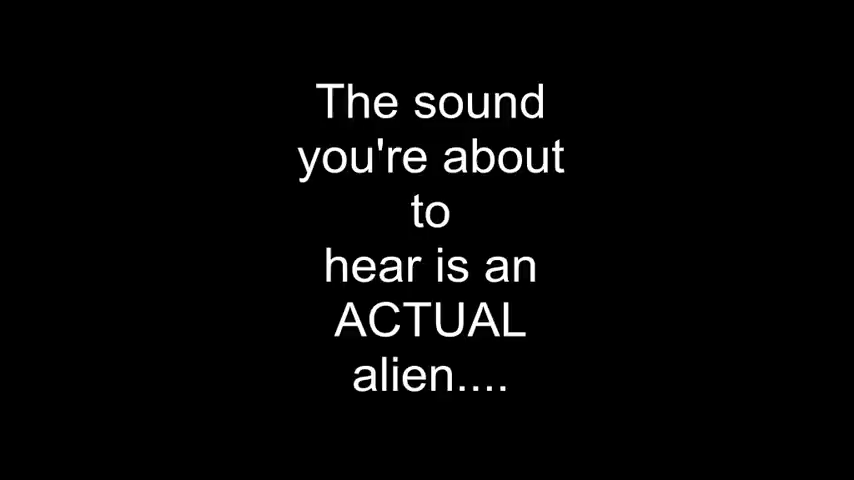 The sound
you're about
to
hear is an
ACTUAL
alien....